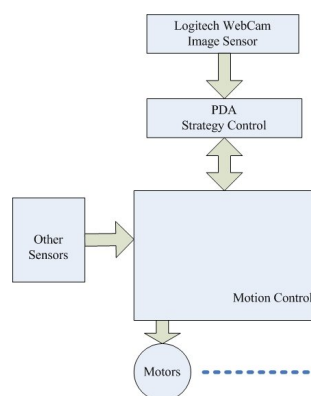 Logitech WebCam
Image Sensor
PDA
Strategy Control
Other
Sensors
Motion Control
Motors